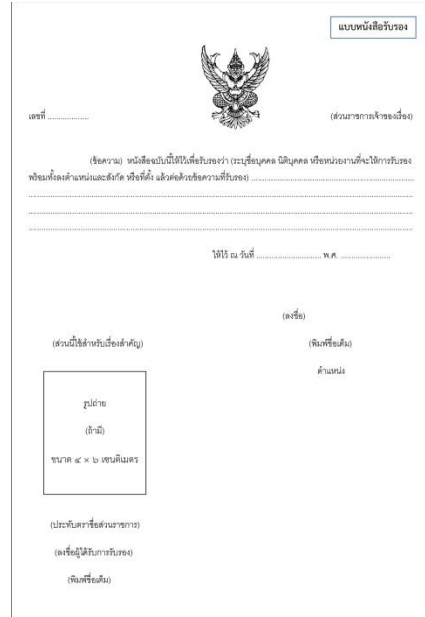 แบบหนังสือรับรอง
เลขที่ ...................
(ส่วนราชการเจ้าของเรื่อง)
(ข้อความ) หนังสือฉบับนี้ให้ไว้เพื่อรับรองว่า (ระบุชื่อบุคคล นิติบุคคล หรือหน่วยงานที่จะให้การรับรอง
พร้อมทั้งลงตำแหน่งและสังกัด หรือที่ตั้ง แล้วต่อด้วยข้อความที่รับรอง) ......................................................................
ให้ไว้ ณ วันที่ ............................ พ.ศ. ......................
(ลงชื่อ)
(ส่วนนี้ใช้สำหรับเรื่องสำคัญ)
(พิมพ์ชื่อเต็ม)
ตำแหน่ง
รูปถ่าย
(ถ้ามี)
ขนาด ๔ × ๖ เซนติเมตร
(ประทับตราชื่อส่วนราชการ)
(ลงชื่อผู้ได้รับการรับรอง)
(พิมพ์ชื่อเต็ม)